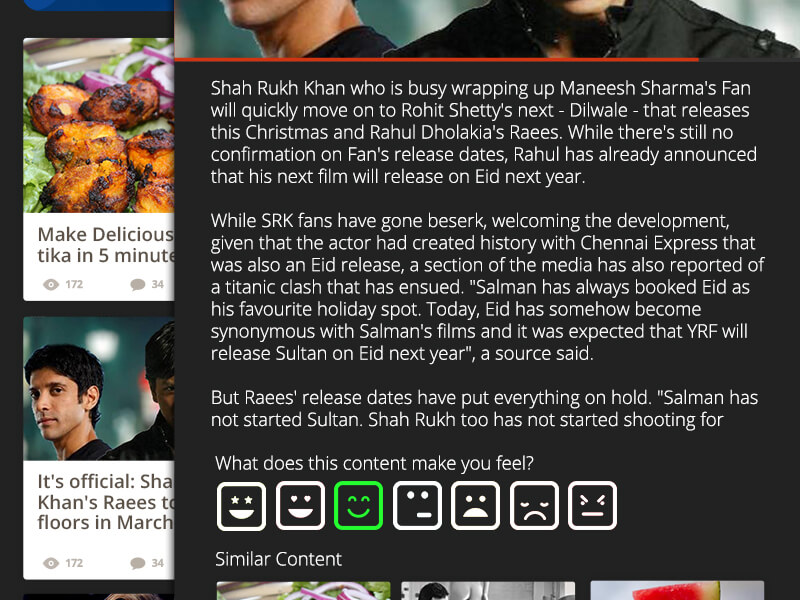 Make Delicious
tika in 5 minute
172 34
It's official: Sha
Khan's Raees to
floors in March
172 34
Shah Rukh Khan who is busy wrapping up Maneesh Sharma's Fan
will quickly move on to Rohit Shetty's next - Dilwale - that releases
this Christmas and Rahul Dholakia's Raees. While there's still no
confirmation on Fan's release dates, Rahul has already announced
that his next film will release on Eid next year.
While SRK fans have gone beserk, welcoming the development,
given that the actor had created history with Chennai Express that
was also an Eid release, a section of the media has also reported of
a titanic clash that has ensued. "Salman has always booked Eid as
his favourite holiday spot. Today, Eid has somehow become
synonymous with Salman's films and it was expected that YRF will
release Sultan on Eid next year", a source said.
But Raees' release dates have put everything on hold. "Salman has
not started Sultan. Shah Rukh too has not started shooting for
What does this content make you feel?
Similar Content